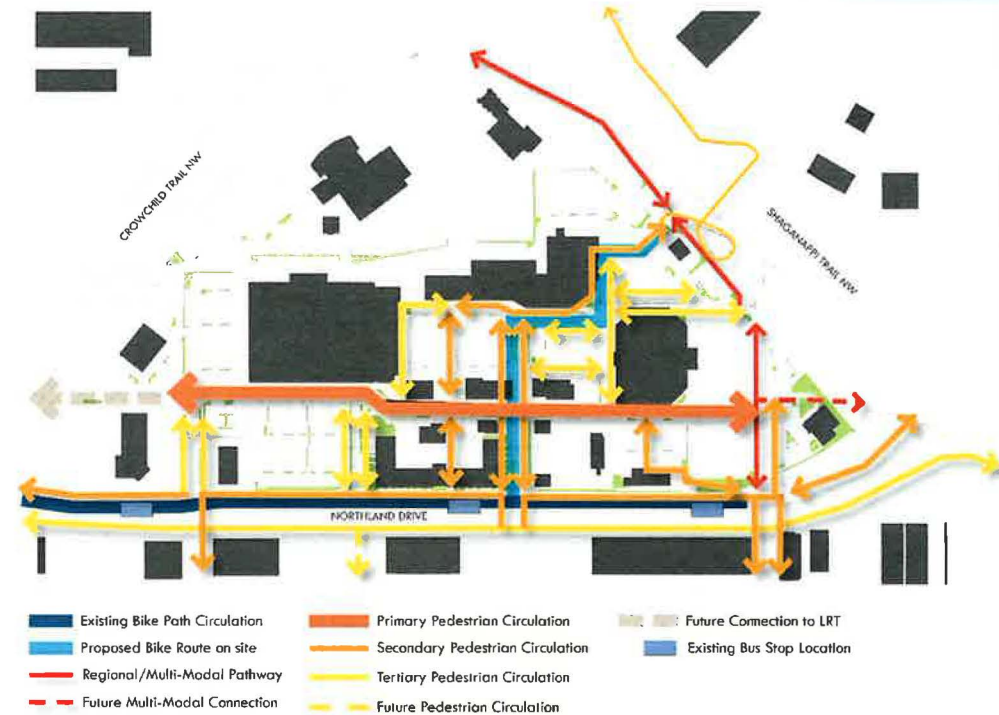 CROWCHILD TRAIL NW
SHAGANAPPI TRAIL NW
NORTHLAND DRIVE
Existing Bike Path Circulation
Proposed Bike Route on site
Regional/Multi-Modal Pathway
Future Multi-Modal Connection
Primary Pedestrian Circulation
Secondary Pedestrian Circulation
Tertiary Pedestrian Circulation
Future Pedestrian Circulation
Future Connection to LRT
Existing Bus Stop Location